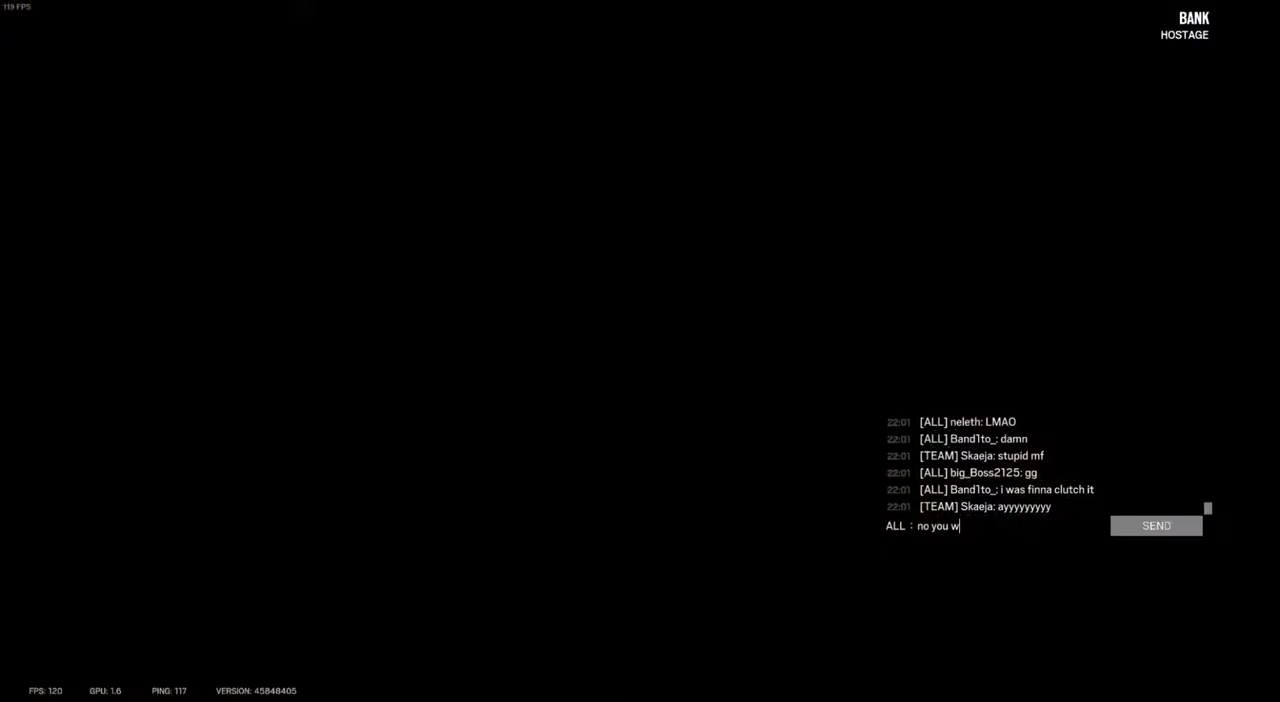 119 FPS
BANK
HOSTAGE
22:01 [ALL] neleth: LMAO
22:01 [ALL] Band1to_: damn
22:01 [TEAM] Skaeja: stupid mf
22:01 [ALL] big_Boss2125: gg
22:01 [ALL] Band1to_: i was finna clutch it
22:01 [TEAM] Skaeja: ayyyyyyyyy
ALL : no you w
SEND
FPS: 120 GPU: 1.6 PING: 117 VERSION: 45848405